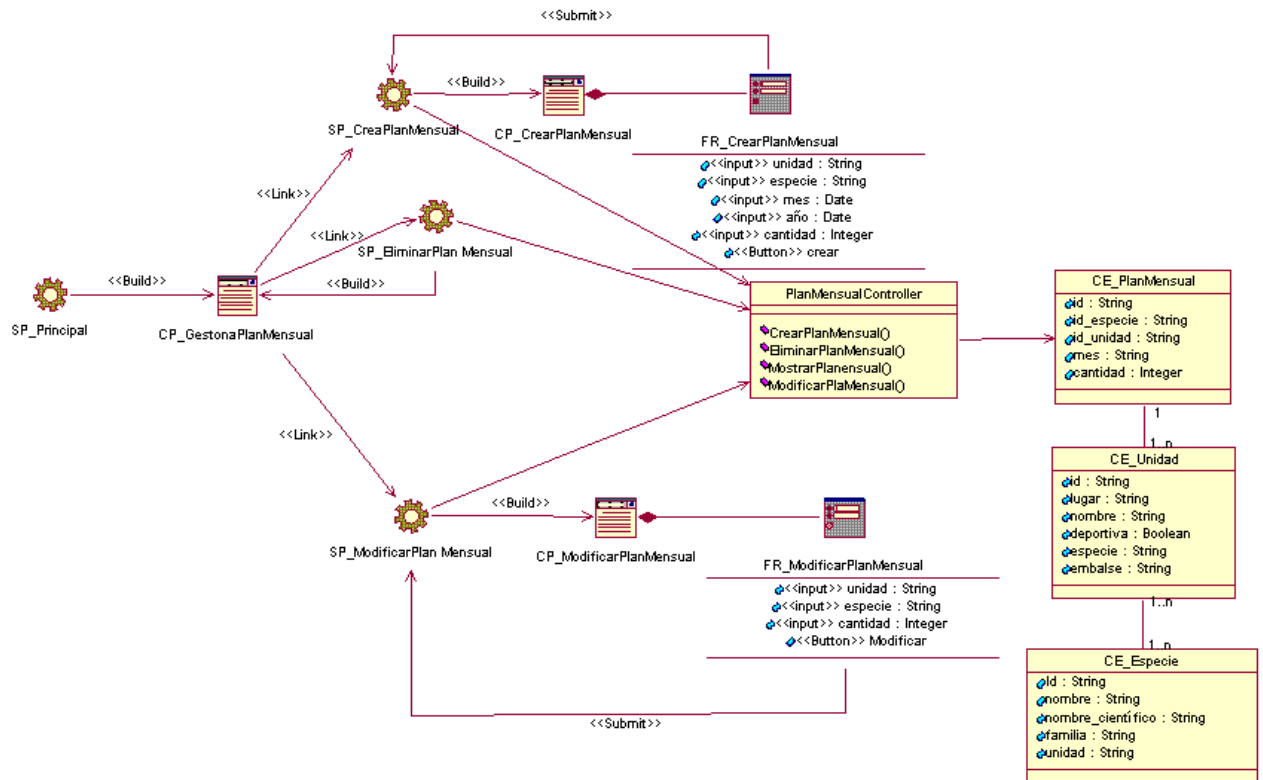 <<Submit>>
<<Build>>
SP_CreaPlanMensual
CP_CrearPlanMensual
FR_CrearPlanMensual
<<input>> unidad : String
<<input>> especie : String
<<input>> mes : Date
<<input>> año : Date
<<input>> cantidad : Integer
<<Button>> crear
<<Link>>
<<Link>>
SP_EliminarPlan Mensual
<<Build>>
<<Build>>
SP_Principal
CP_GestonaPlanMensual
PlanMensualController
CrearPlanMensual()
EliminarPlanMensual()
MostrarPlanensual()
ModificarPlaMensual()
CE_PlanMensual
id : String
id_especie : String
id_unidad : String
mes : String
cantidad : Integer
1
1..n
CE_Unidad
id : String
lugar : String
nombre : String
deportiva : Boolean
especie : String
embalse : String
1..n
1..n
CE_Especie
Id : String
nombre : String
nombre_científico : String
familia : String
unidad : String
<<Link>>
<<Build>>
SP_ModificarPlan Mensual
CP_ModificarPlanMensual
FR_ModificarPlanMensual
<<input>> unidad : String
<<input>> especie : String
<<input>> cantidad : Integer
<<Button>> Modificar
<<Submit>>